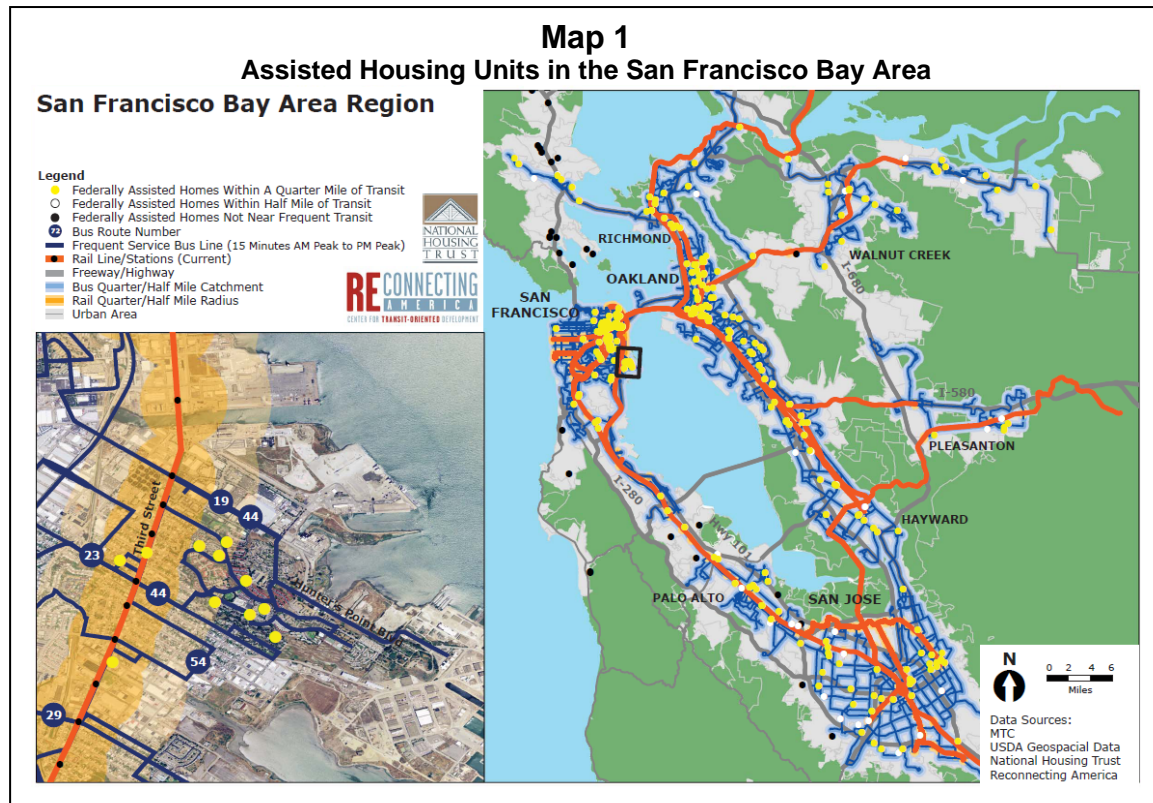 Map 1
Assisted Housing Units in the San Francisco Bay Area
San Francisco Bay Area Region
Legend
Federally Assisted Homes Within A Quarter Mile of Transit
Federally Assisted Homes Within Half Mile of Transit
Federally Assisted Homes Not Near Frequent Transit
72 Bus Route Number
Frequent Service Bus Line (15 Minutes AM Peak to PM Peak)
Rail Line/Stations (Current)
Freeway/Highway
Bus Quarter/Half Mile Catchment
Rail Quarter/Half Mile Radius
Urban Area
NATIONAL
HOUSING
TRUST
RECONNECTING
AMERICA
CENTER FOR TRANSIT-ORIENTED DEVELOPMENT
Third Street
19
44
23
44
Hunter's Point Blvd
54
29
RICHMOND
WALNUT CREEK
OAKLAND
I-680
SAN
FRANCISCO
I-580
PLEASANTON
I-280
Hwy 101
HAYWARD
PALO ALTO
SAN JOSE
N
0 2 4 6
Miles
Data Sources:
MTC
USDA Geospacial Data
National Housing Trust
Reconnecting America